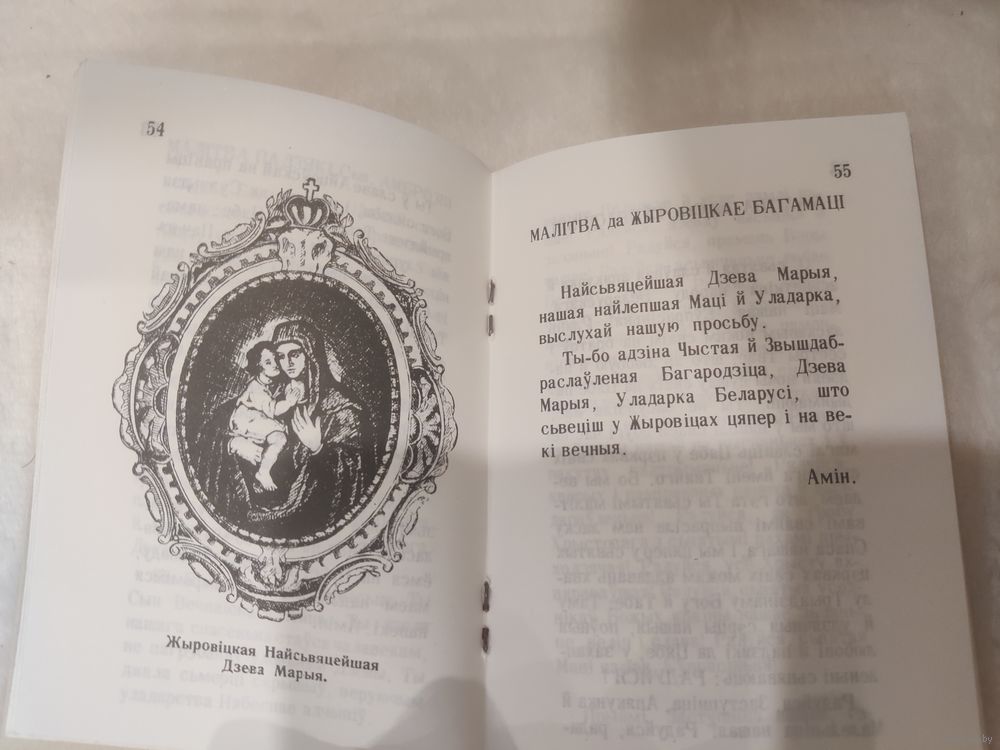 54
Жыровіцкая Найсьвяцейшая
Дзева Марыя.
55
МАЛІТВА да ЖЫРОВІЦКАЕ БАГАМАЦІ
Найсьвяцейшая Дзева Марыя,
нашая найлепшая Маці й Уладарка,
выслухай нашую просьбу.
Ты-бо адзіна Чыстая й Звышдаб-
раслаўленая Багародзіца, Дзева
Марыя, Уладарка Беларусі, што
сьвеціш у Жыровіцах цяпер і на ве-
кі вечныя.
Амін.